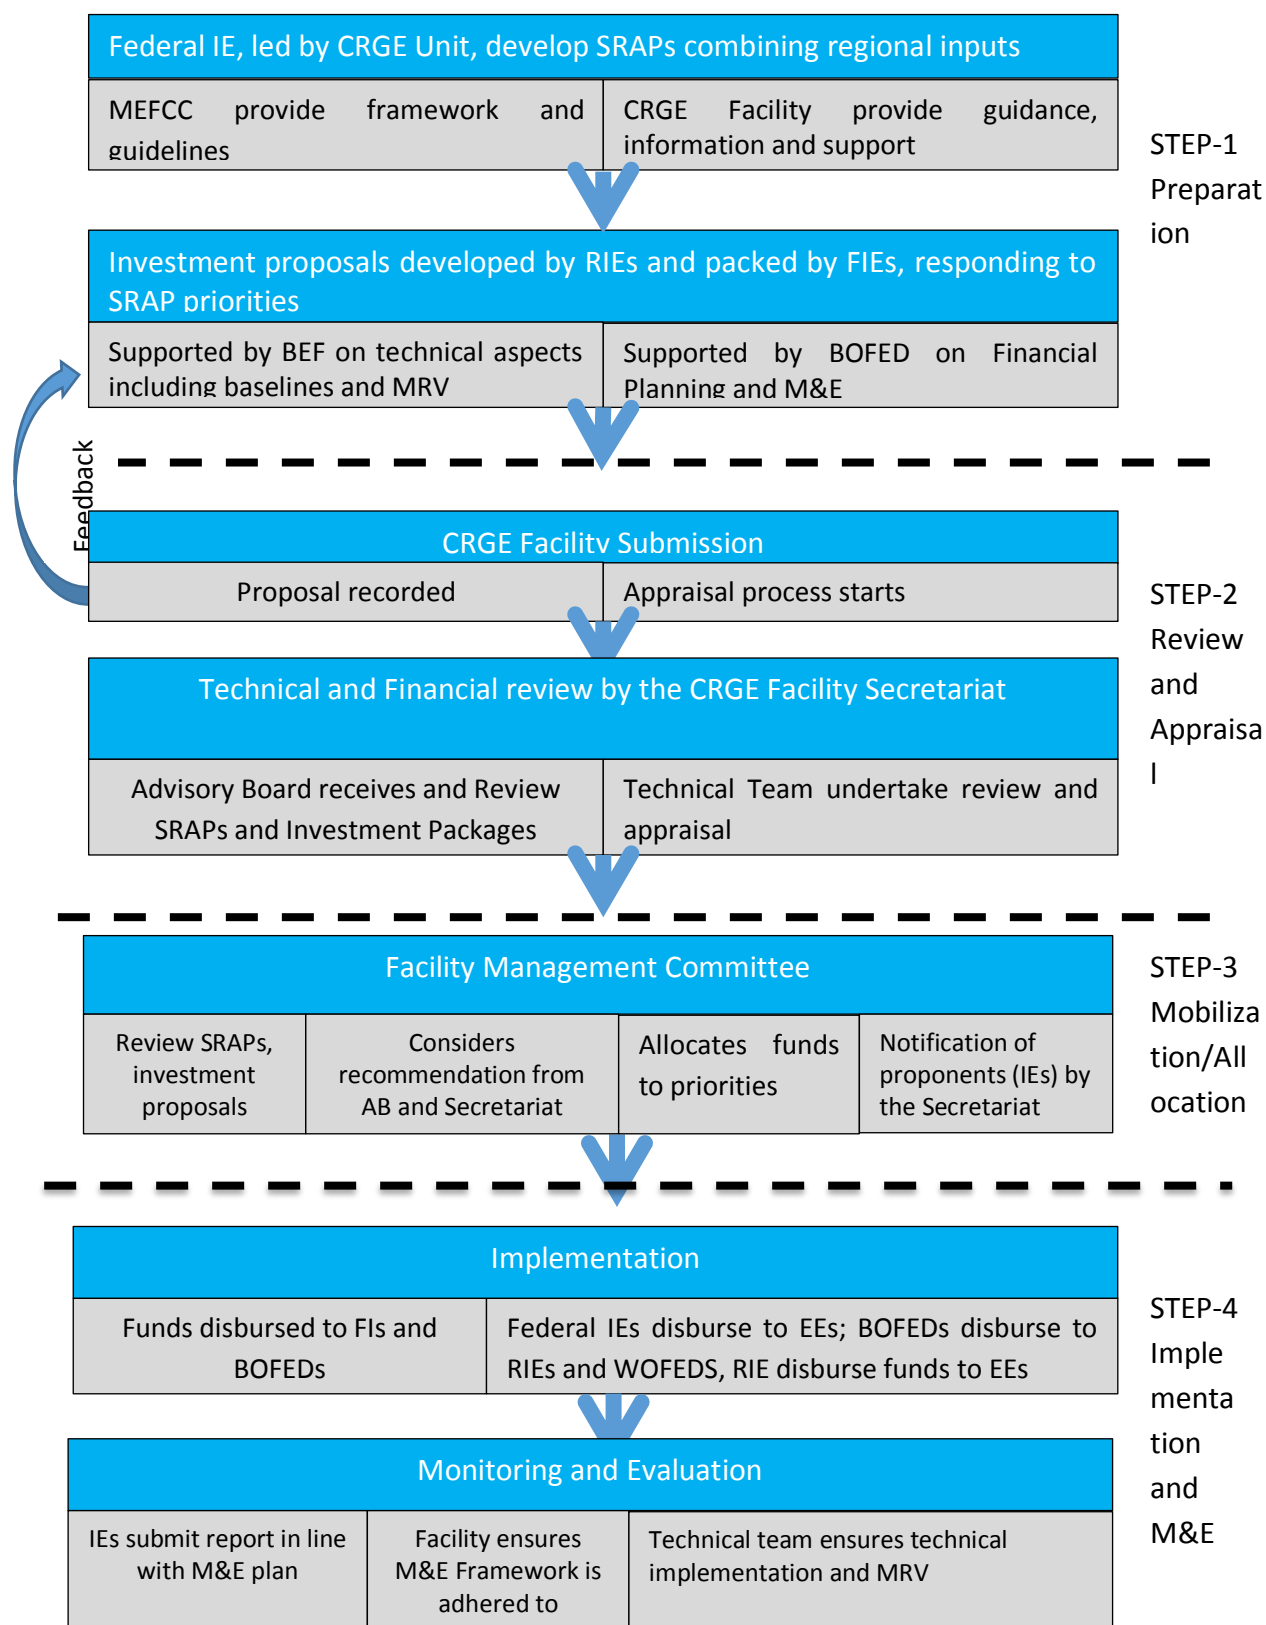 Federal IE, led by CRGE Unit, develop SRAPs combining regional inputs
MEFCC provide framework and
guidelines
CRGE Facility provide guidance,
information and support
STEP-1
Preparat
ion
Investment proposals developed by RIEs and packed by FIEs, responding to
SRAP priorities
Supported by BEF on technical aspects
including baselines and MRV
Supported by BOFED on Financial
Planning and M&E
Feedback
CRGE Facility Submission
Proposal recorded
Appraisal process starts
STEP-2
Review
and
Appraisa
l
Technical and Financial review by the CRGE Facility Secretariat
Advisory Board receives and Review
SRAPs and Investment Packages
Technical Team undertake review and
appraisal
Facility Management Committee
STEP-3
Mobiliza
tion/All
ocation
Review SRAPs,
investment
proposals
Considers
recommendation from
AB and Secretariat
Allocates funds
to priorities
Notification of
proponents (IEs) by
the Secretariat
Implementation
Funds disbursed to FIs and
BOFEDs
Federal IEs disburse to EEs; BOFEDs disburse to
RIEs and WOFEDS, RIE disburse funds to EEs
STEP-4
Imple
menta
tion
and
M&E
Monitoring and Evaluation
IEs submit report in line
with M&E plan
Facility ensures
M&E Framework is
adhered to
Technical team ensures technical
implementation and MRV